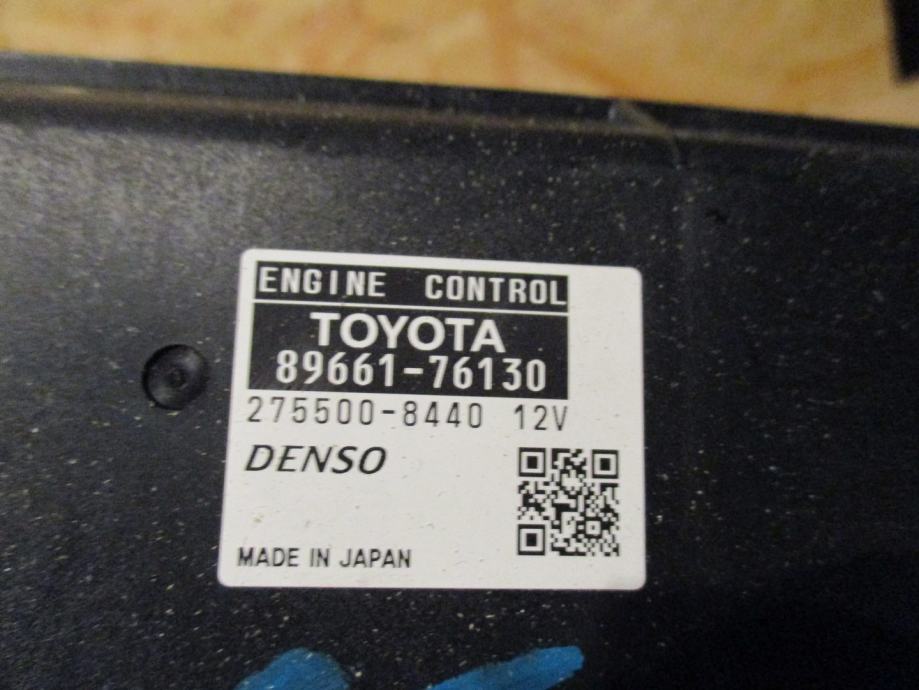 ENGINE CONTROL
TOYOTA
89661-76130
275500-8440 12V
DENSO
MADE IN JAPAN